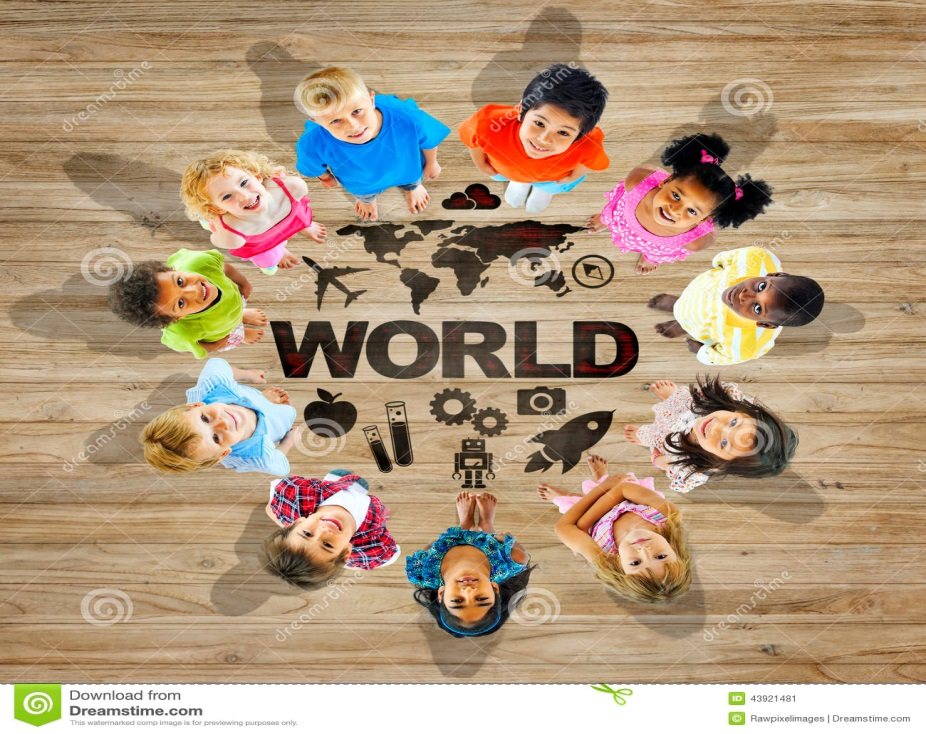 WORLD
dreamstime
Download from
Dreamstime.com
This watermarked comp image is for previewing purposes only.
ID 43921481
© Rawpixelimages | Dreamstime.com